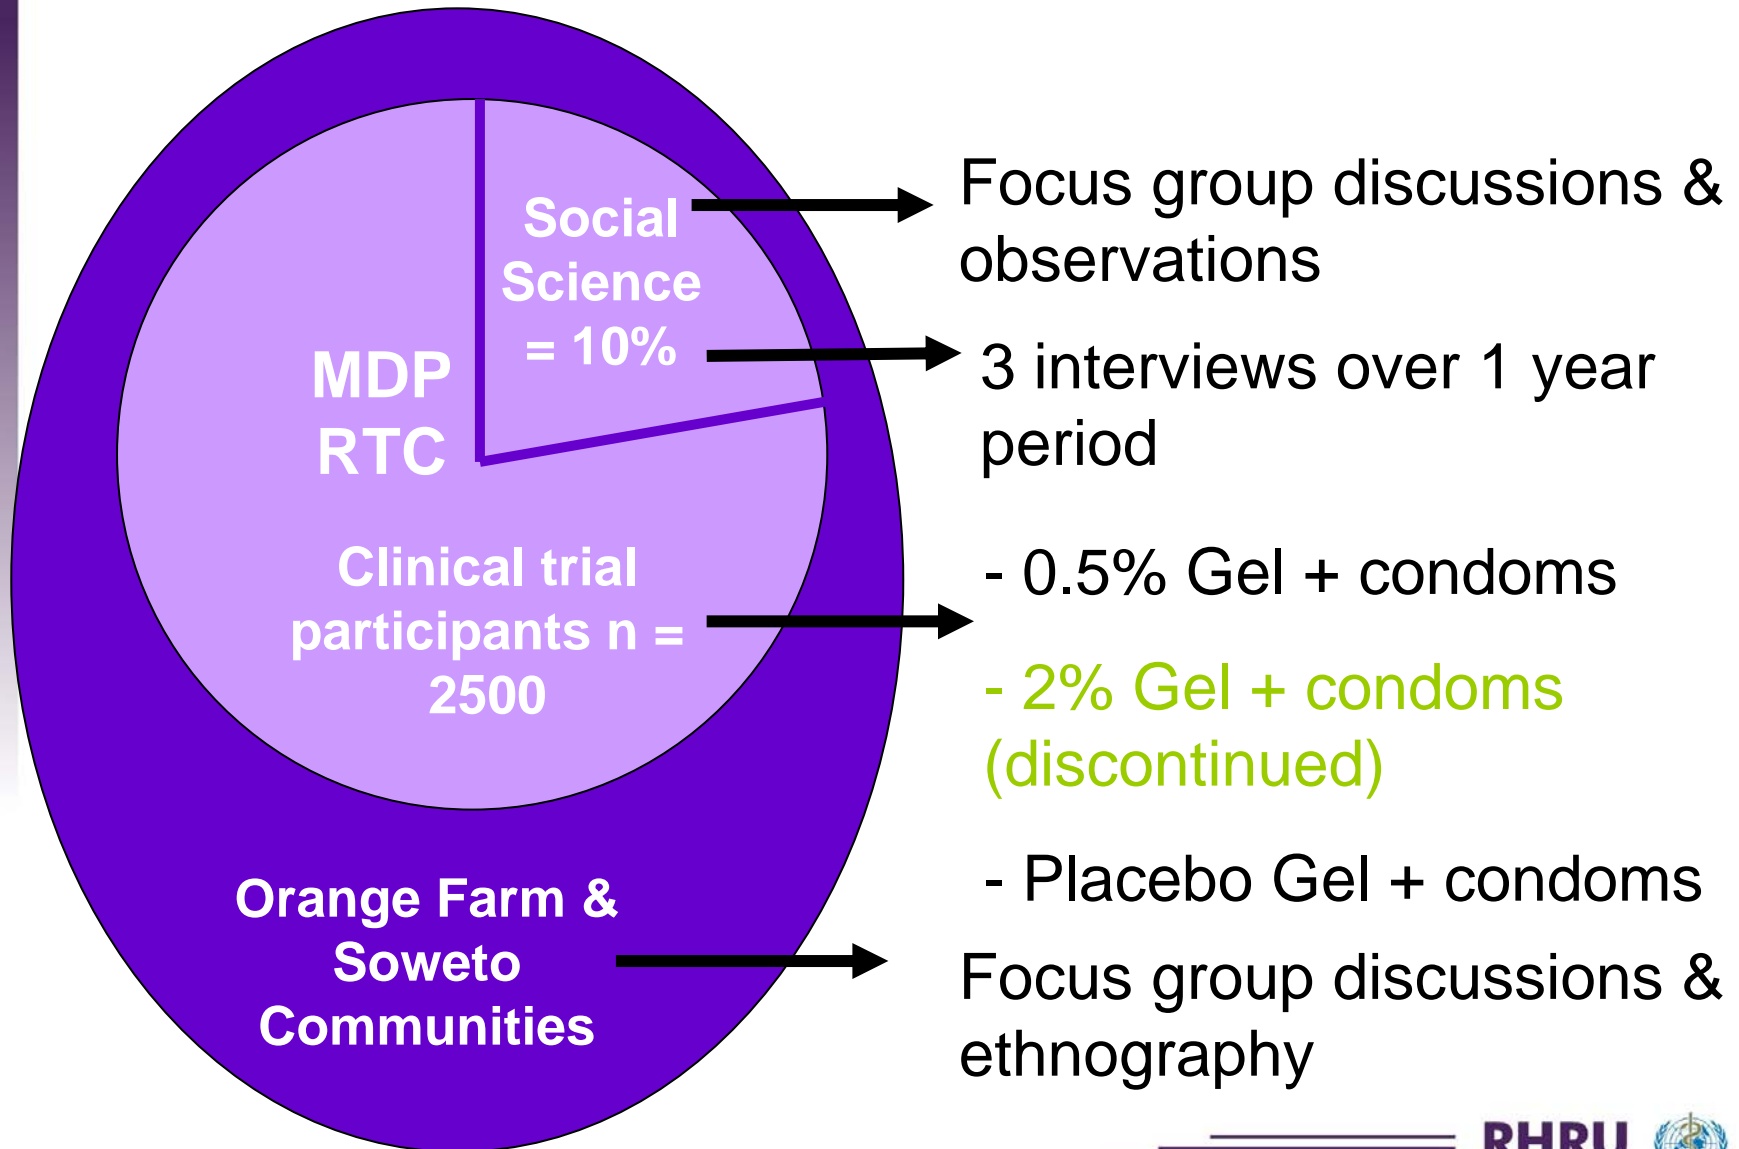 Social
Science
= 10%
MDP
RTC
Clinical trial
participants n =
2500
Orange Farm &
Soweto
Communities
Focus group discussions &
observations
3 interviews over 1 year
period
- 0.5% Gel + condoms
- 2% Gel + condoms
(discontinued)
- Placebo Gel + condoms
Focus group discussions &
ethnography
RHRU